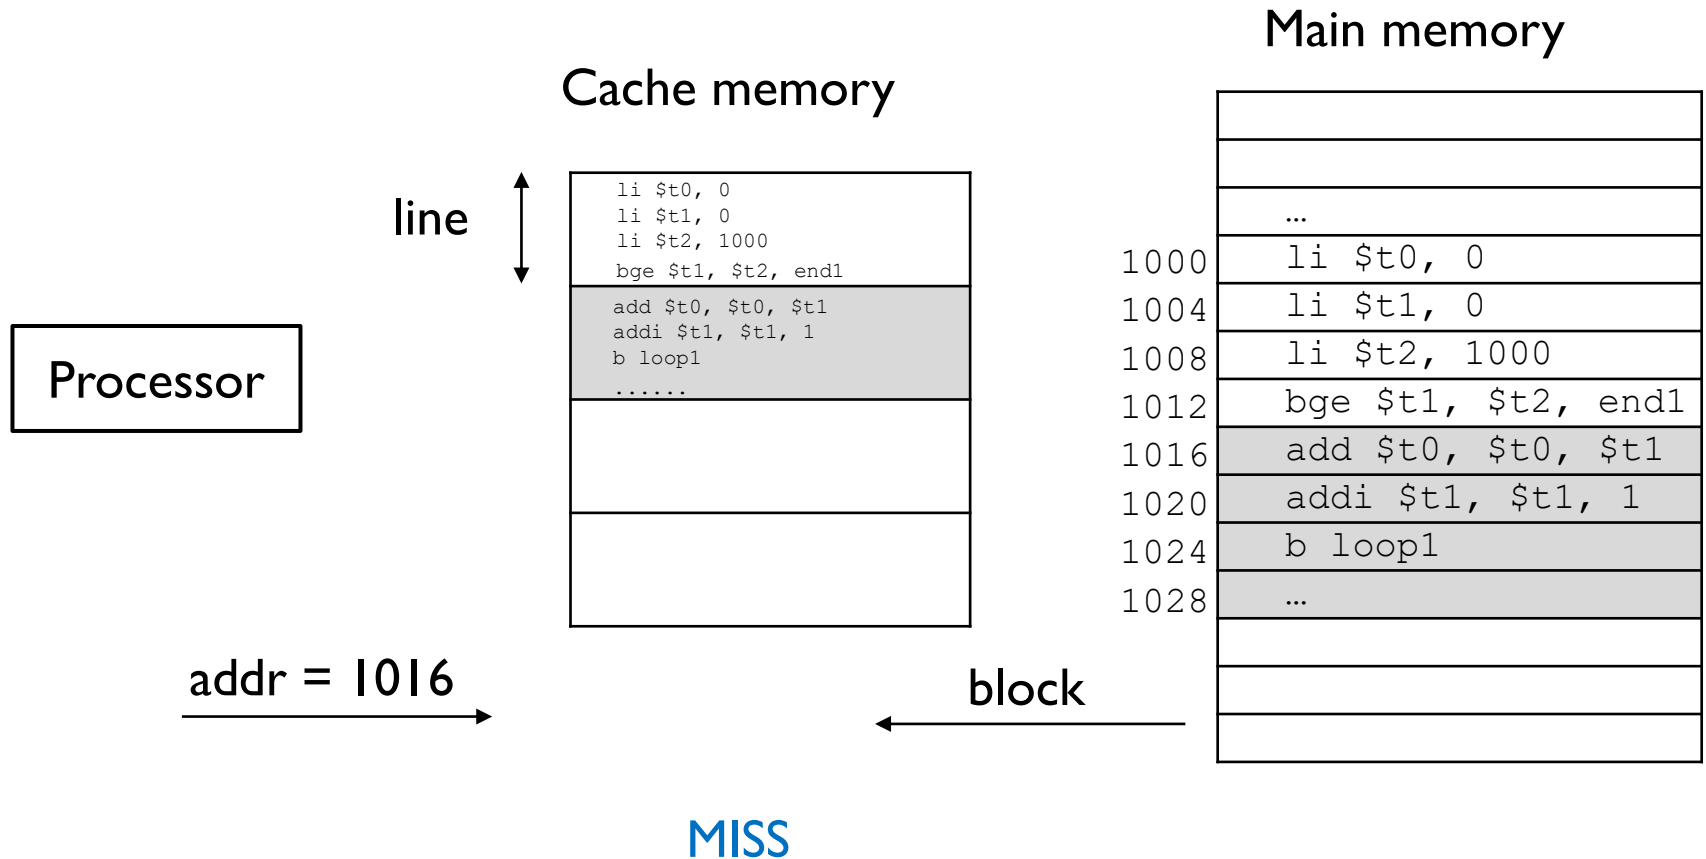 Main memory
Cache memory
line
li $t0, 0
li $t1, 0
li $t2, 1000
bge $t1, $t2, end1
add $t0, $t0, $t1
addi $t1, $t1, 1
b loop1
......
Processor
…
1000 li $t0, 0
1004 li $t1, 0
1008 li $t2, 1000
1012 bge $t1, $t2, end1
1016 add $t0, $t0, $t1
1020 addi $t1, $t1, 1
1024 b loop1
1028 …
addr = 1016
block
MISS